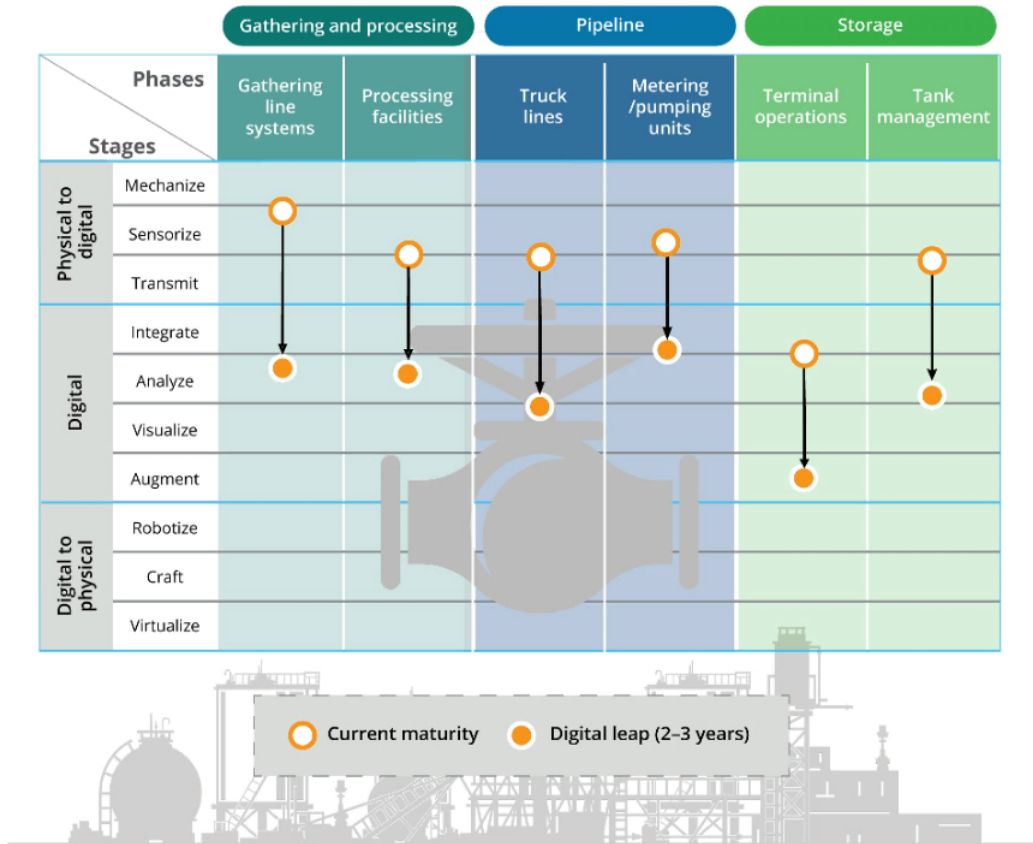 Gathering and processing
Pipeline
Storage
Phases
Stages
Gathering
line
systems
Processing
facilities
Truck
lines
Metering
/pumping
units
Terminal
operations
Tank
management
Physical to
digital
Mechanize
Sensorize
Transmit
Digital
Integrate
Analyze
Visualize
Augment
Digital to
physical
Robotize
Craft
Virtualize
Current maturity
Digital leap (2–3 years)